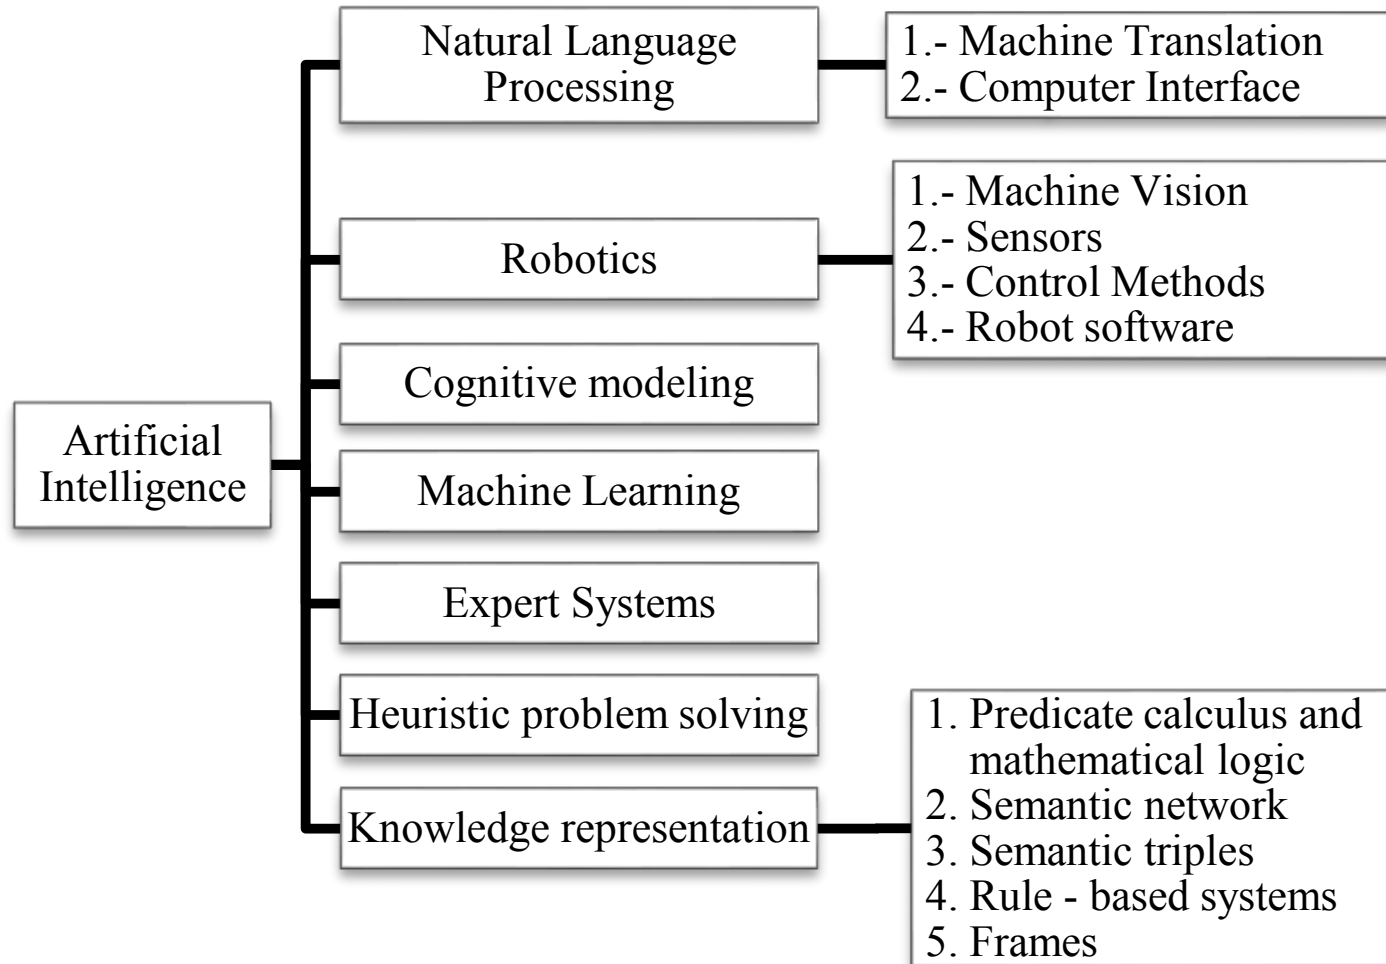 Natural Language
Processing
1.- Machine Translation
2.- Computer Interface
Robotics
1.- Machine Vision
2.- Sensors
3.- Control Methods
4.- Robot software
Cognitive modeling
Artificial
Intelligence
Machine Learning
Expert Systems
Heuristic problem solving
Knowledge representation
1. Predicate calculus and
mathematical logic
2. Semantic network
3. Semantic triples
4. Rule - based systems
5. Frames